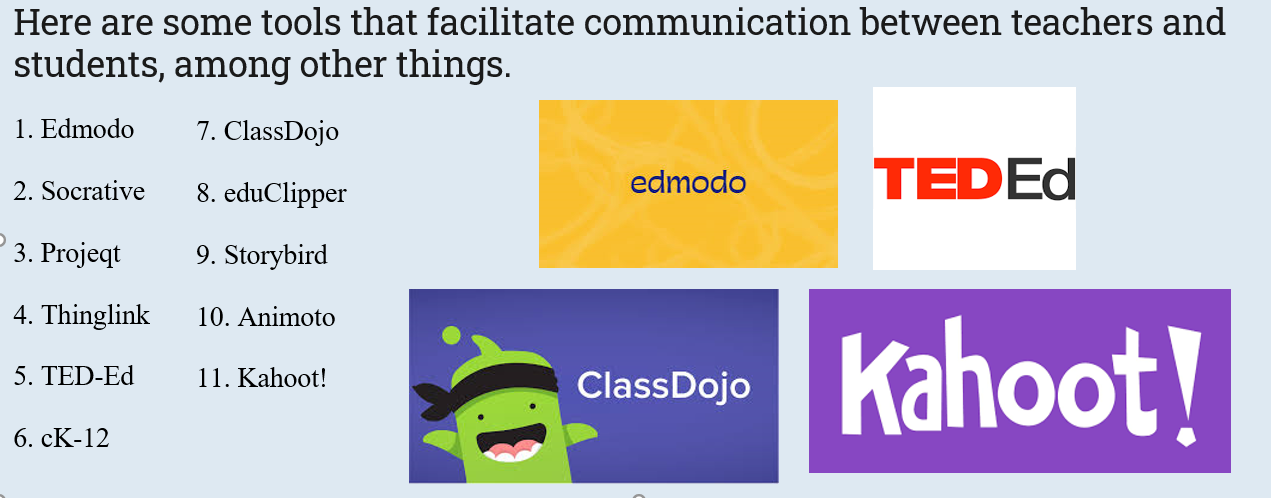 Here are some tools that facilitate communication between teachers and
students, among other things.
1. Edmodo
2. Socrative
3. Projeqt
4. Thinglink
5. TED-Ed
6. cK-12
7. ClassDojo
8. eduClipper
9. Storybird
10. Animoto
11. Kahoot!
edmodo
TEDEd
ClassDojo
Kahoot!